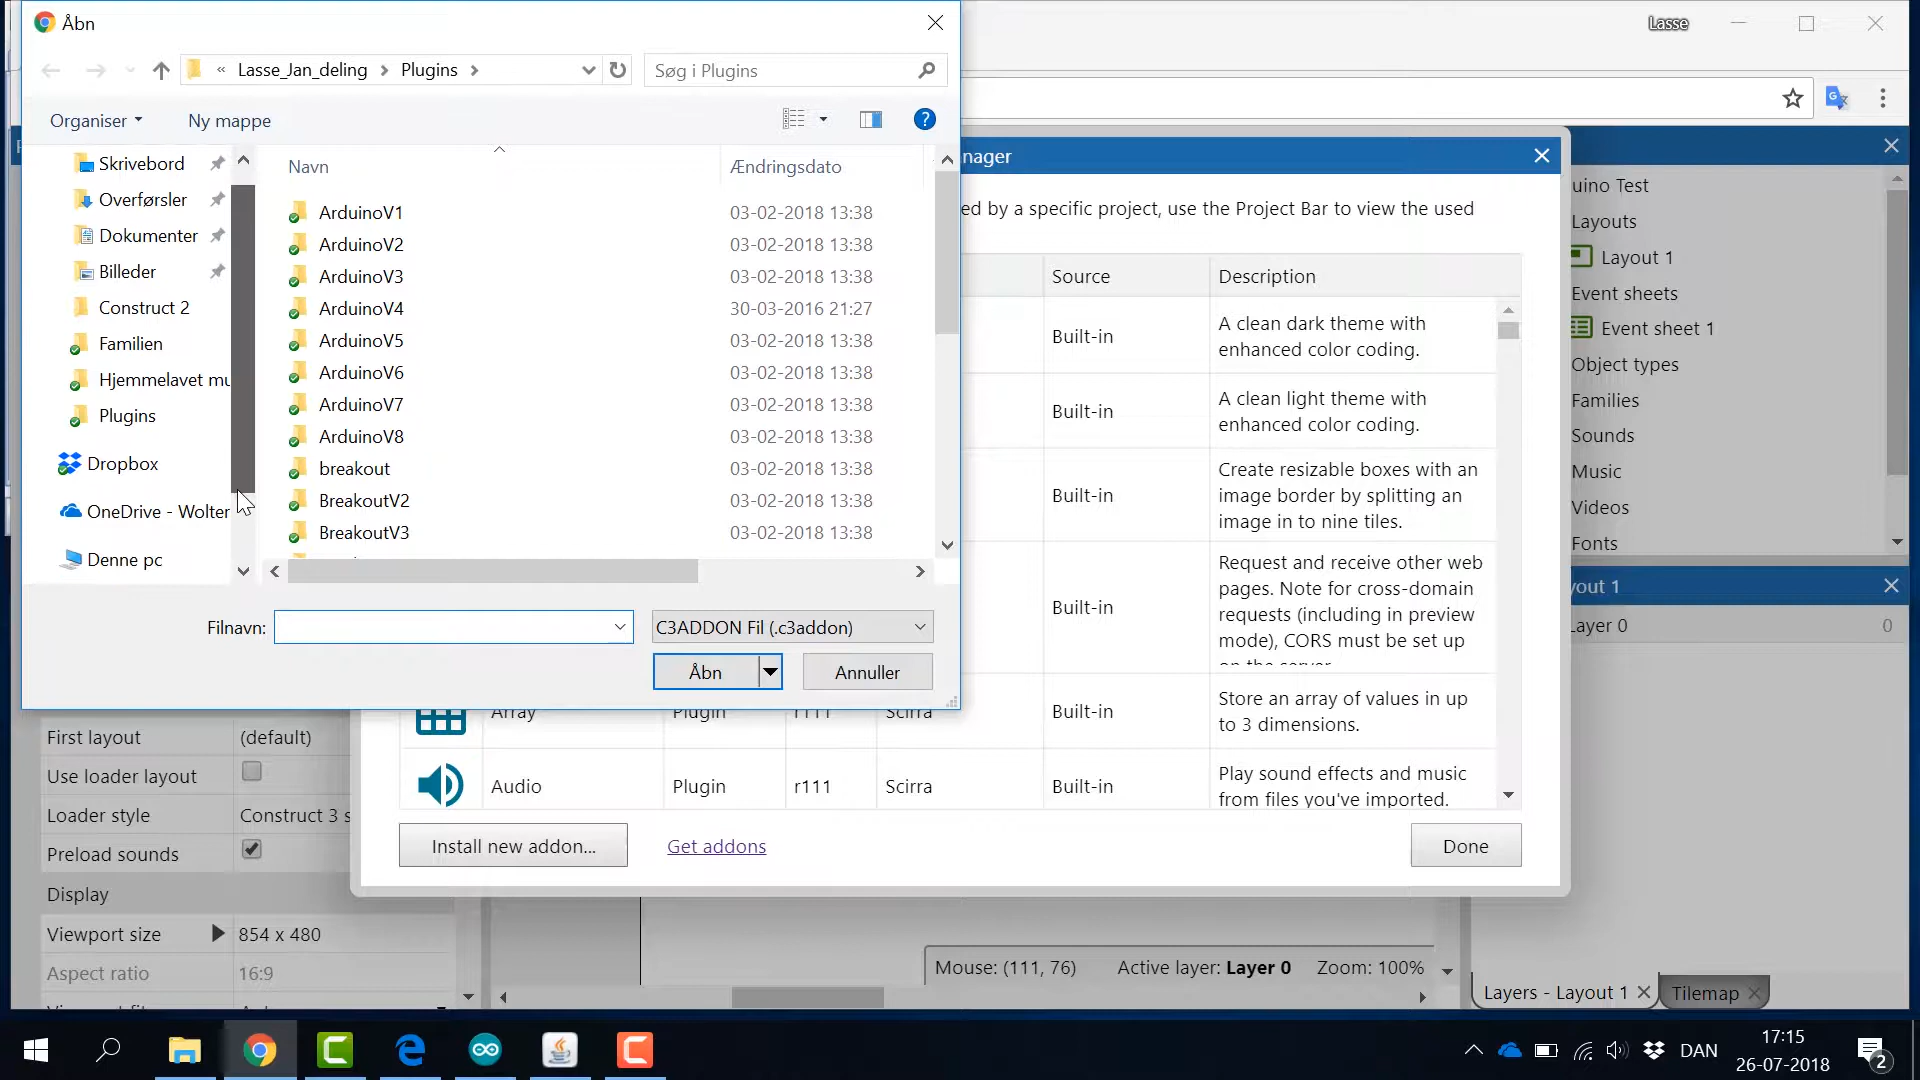 Åbn
Lasse
« Lasse_Jan_deling > Plugins >
Søg i Plugins
Organiser
Ny mappe
Navn
Ændringsdato
Skrivebord
Overførsler
Dokumenter
Billeder
Construct 2
Familien
Hjemmelavet mu
Plugins
Dropbox
OneDrive - Wolter
Denne pc
ArduinoV1 03-02-2018 13:38
ArduinoV2 03-02-2018 13:38
ArduinoV3 03-02-2018 13:38
ArduinoV4 30-03-2016 21:27
ArduinoV5 03-02-2018 13:38
ArduinoV6 03-02-2018 13:38
ArduinoV7 03-02-2018 13:38
ArduinoV8 03-02-2018 13:38
breakout 03-02-2018 13:38
BreakoutV2 03-02-2018 13:38
BreakoutV3 03-02-2018 13:38
Filnavn:
C3ADDON Fil (.c3addon)
Åbn
Annuller
nager
ed by a specific project, use the Project Bar to view the used
Source Description
Built-in
A clean dark theme with
enhanced color coding.
Built-in
A clean light theme with
enhanced color coding.
Built-in
Create resizable boxes with an
image border by splitting an
image in to nine tiles.
Built-in
Request and receive other web
pages. Note for cross-domain
requests (including in preview
mode), CORS must be set up
on the server
Array Plugin r111 Scirra Built-in
Store an array of values in up
to 3 dimensions.
Audio Plugin r111 Scirra Built-in
Play sound effects and music
from files you've imported.
Install new addon...
Get addons
Done
uino Test
Layouts
Layout 1
Event sheets
Event sheet 1
Object types
Families
Sounds
Music
Videos
Fonts
yout 1
Layer 0 0
First layout (default)
Use loader layout
Loader style Construct 3 s
Preload sounds
Display
Viewport size 854 x 480
Aspect ratio 16:9
Mouse: (111, 76) Active layer: Layer 0 Zoom: 100%
Layers - Layout 1
Tilemap
DAN
17:15
26-07-2018
2